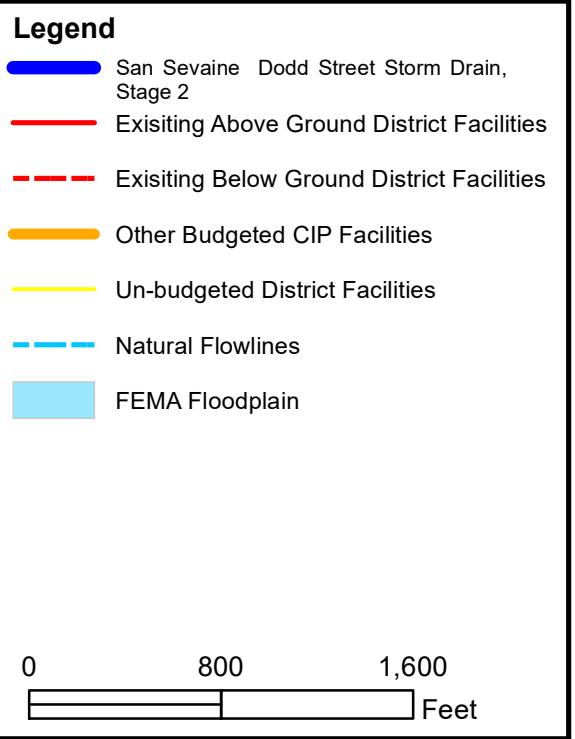 Legend
San Sevaine Dodd Street Storm Drain,
Stage 2
Exisiting Above Ground District Facilities
Exisiting Below Ground District Facilities
Other Budgeted CIP Facilities
Un-budgeted District Facilities
Natural Flowlines
FEMA Floodplain
0 800 1,600
Feet